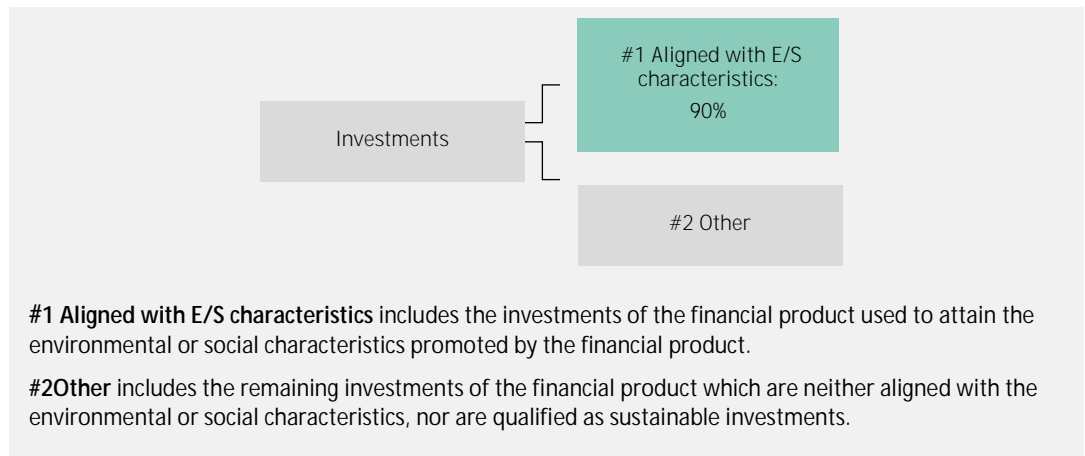 #1 Aligned with E/S
characteristics:
90%
Investments
#2 Other
#1 Aligned with E/S characteristics includes the investments of the financial product used to attain the
environmental or social characteristics promoted by the financial product.
#2Other includes the remaining investments of the financial product which are neither aligned with the
environmental or social characteristics, nor are qualified as sustainable investments.